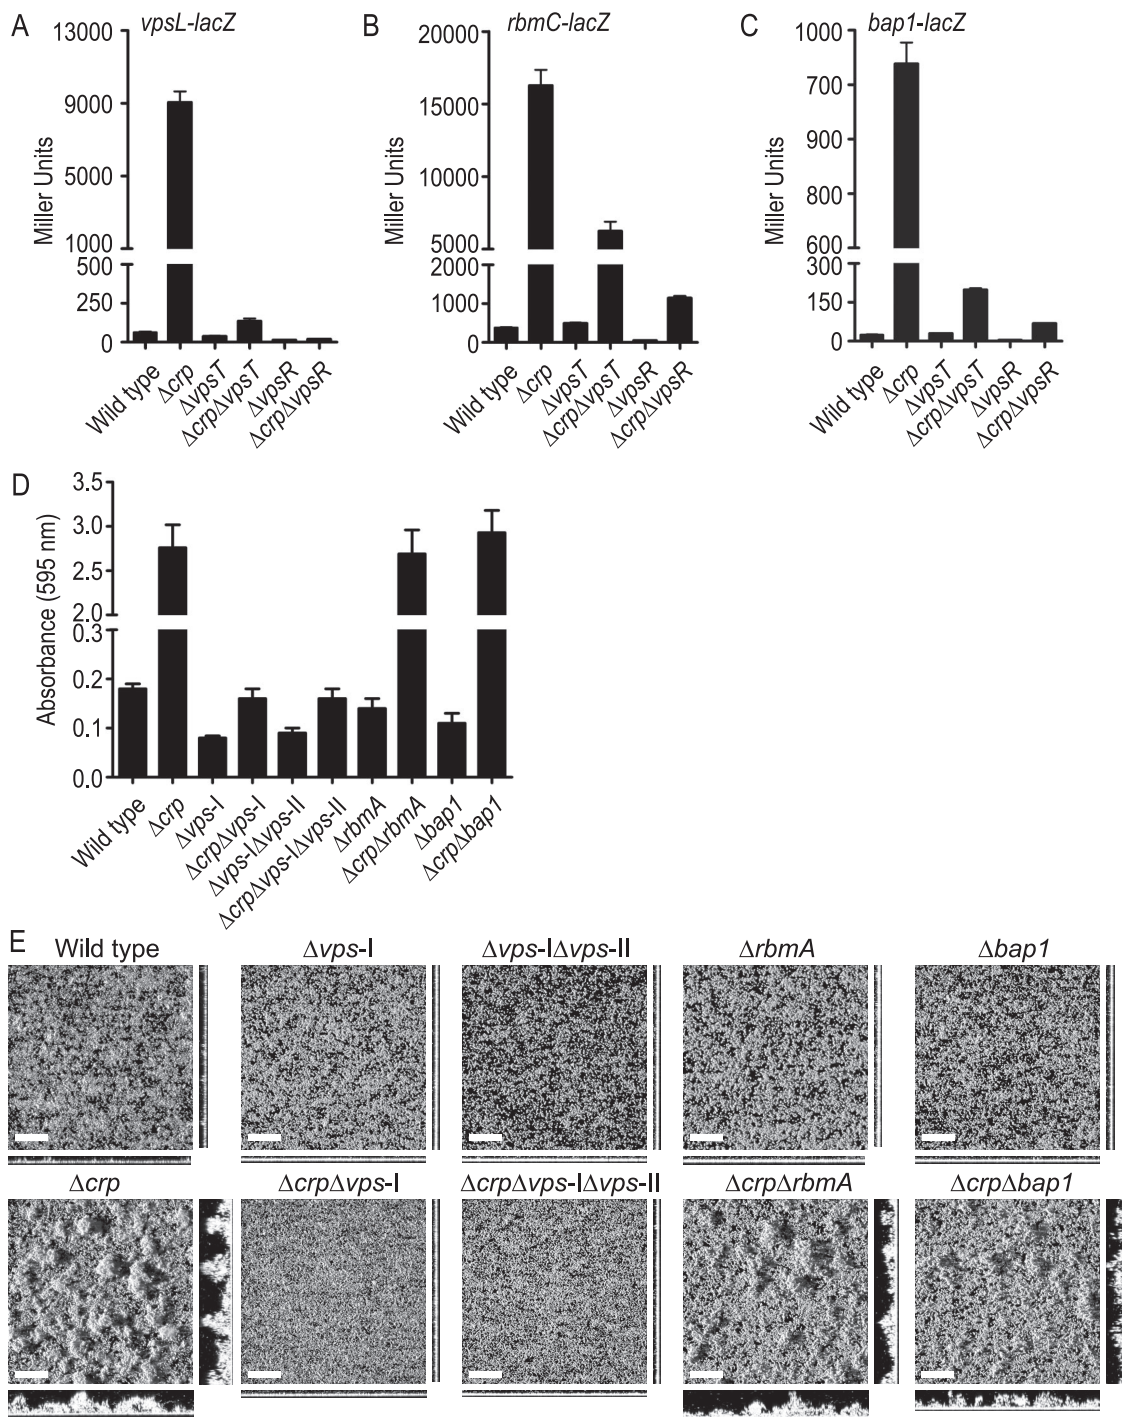 A
vpsL-lacZ
13000
9000
5000
1000
500
250
0
Miller Units
Wild type
Δcrp
ΔvpsT
ΔcrpΔvpsT
ΔvpsR
ΔcrpΔvpsR
B
rbmC-lacZ
20000
15000
10000
5000
2000
1000
0
Miller Units
Wild type
Δcrp
ΔvpsT
ΔcrpΔvpsT
ΔvpsR
ΔcrpΔvpsR
C
bap1-lacZ
1000
700
900
800
600
300
150
0
Miller Units
Wild type
Δcrp
ΔvpsT
ΔcrpΔvpsT
ΔvpsR
ΔcrpΔvpsR
D
3.5
3.0
2.5
2.0
0.3
0.2
0.1
0.0
Absorbance (595 nm)
Wild type
Δcrp
Δvps-I
ΔcrpΔvps-I
Δvps-IΔvps-II
ΔcrpΔvps-IΔvps-II
ΔrbmA
ΔcrpΔrbmA
Δbap1
ΔcrpΔbap1
E
Wild type
Δvps-I
Δvps-IΔvps-II
ΔrbmA
Δbap1
Δcrp
ΔcrpΔvps-I
ΔcrpΔvps-IΔvps-II
ΔcrpΔrbmA
ΔcrpΔbap1